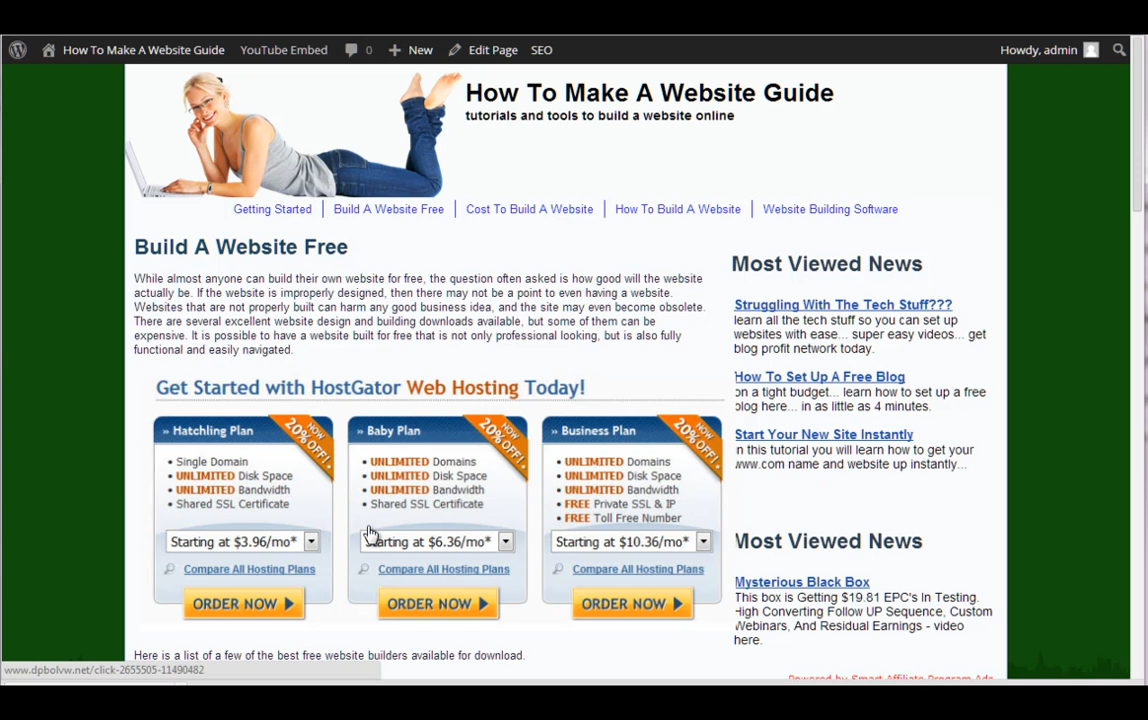 How To Make A Website Guide YouTube Embed 0 New Edit Page SEO Howdy, admin
How To Make A Website Guide
tutorials and tools to build a website online
Getting Started Build A Website Free Cost To Build A Website How To Build A Website Website Building Software
Build A Website Free
While almost anyone can build their own website for free, the question often asked is how good will the website
actually be. If the website is improperly designed, then there may not be a point to even having a website.
Websites that are not properly built can harm any good business idea, and the site may even become obsolete.
There are several excellent website design and building downloads available, but some of them can be
expensive. It is possible to have a website built for free that is not only professional looking, but is also fully
functional and easily navigated.
Get Started with HostGator Web Hosting Today!
» Hatchling Plan
NOW
20% OFF!
• Single Domain
• UNLIMITED Disk Space
• UNLIMITED Bandwidth
• Shared SSL Certificate
Starting at $3.96/mo*
Compare All Hosting Plans
ORDER NOW
» Baby Plan
NOW
20% OFF!
• UNLIMITED Domains
• UNLIMITED Disk Space
• UNLIMITED Bandwidth
• Shared SSL Certificate
Starting at $6.36/mo*
Compare All Hosting Plans
ORDER NOW
» Business Plan
NOW
20% OFF!
• UNLIMITED Domains
• UNLIMITED Disk Space
• UNLIMITED Bandwidth
• FREE Private SSL & IP
• FREE Toll Free Number
Starting at $10.36/mo*
Compare All Hosting Plans
ORDER NOW
Here is a list of a few of the best free website builders available for download.
Most Viewed News
Struggling With The Tech Stuff???
learn all the tech stuff so you can set up
websites with ease... super easy videos... get
blog profit network today.
How To Set Up A Free Blog
on a tight budget... learn how to set up a free
blog here... in as little as 4 minutes.
Start Your New Site Instantly
in this tutorial you will learn how to get your
www.com name and website up instantly...
Most Viewed News
Mysterious Black Box
This box is Getting $19.81 EPC's In Testing.
High Converting Follow UP Sequence, Custom
Webinars, And Residual Earnings - video
here.
Powered by Smart Affiliate Program Ads
www.dpbolvw.net/click-2655505-11490482